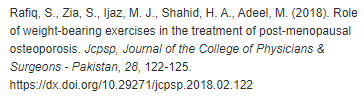 Rafiq, S., Zia, S., Ijaz, M. J., Shahid, H. A., Adeel, M. (2018). Role
of weight-bearing exercises in the treatment of post-menopausal
osteoporosis. Jcpsp, Journal of the College of Physicians &
Surgeons - Pakistan, 28, 122-125.
https://dx.doi.org/10.29271/jcpsp.2018.02.122